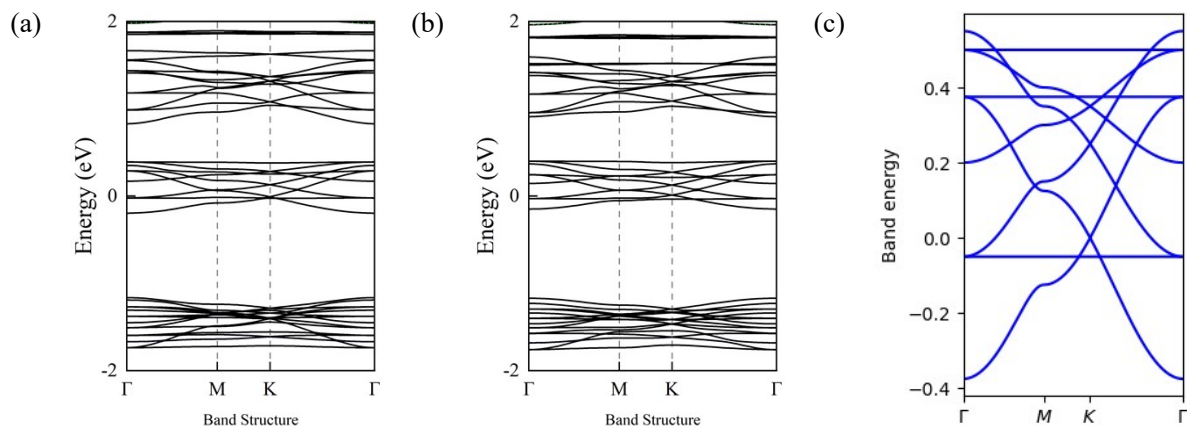 (a)
Energy (eV)
2
0
-2
Γ
M
K
Γ
Band Structure
(b)
Energy (eV)
2
0
-2
Γ
M
K
Γ
Band Structure
(c)
Band energy
0.4
0.2
0.0
−0.2
−0.4
Γ
M
K
Γ